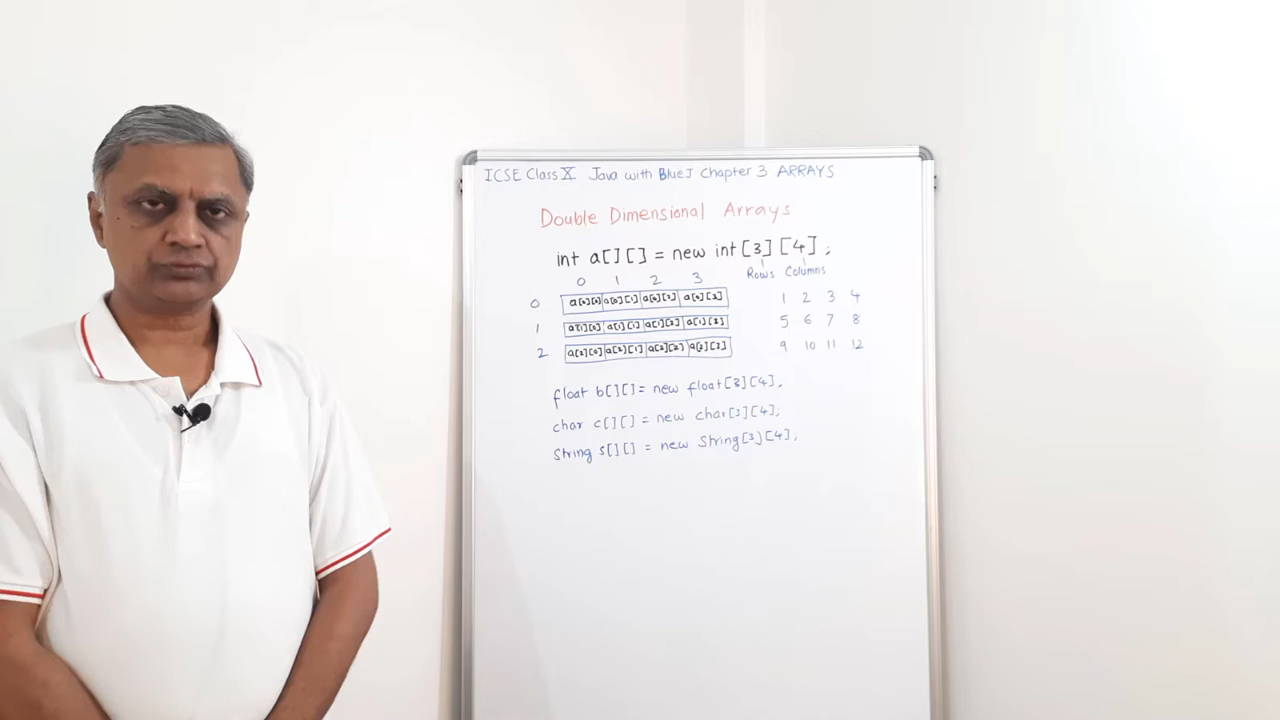 ICSE Class X Java with BlueJ Chapter 3 ARRAYS
Double Dimensional Arrays
int a[][] = new int[3][4];
Rows Columns
0 1 2 3
0 a[0][0] a[0][1] a[0][2] a[0][3]
1 a[1][0] a[1][1] a[1][2] a[1][3]
2 a[2][0] a[2][1] a[2][2] a[2][3]
1 2 3 4
5 6 7 8
9 10 11 12
float b[][] = new float[3][4];
char c[][] = new char[3][4];
String s[][] = new String[3][4];